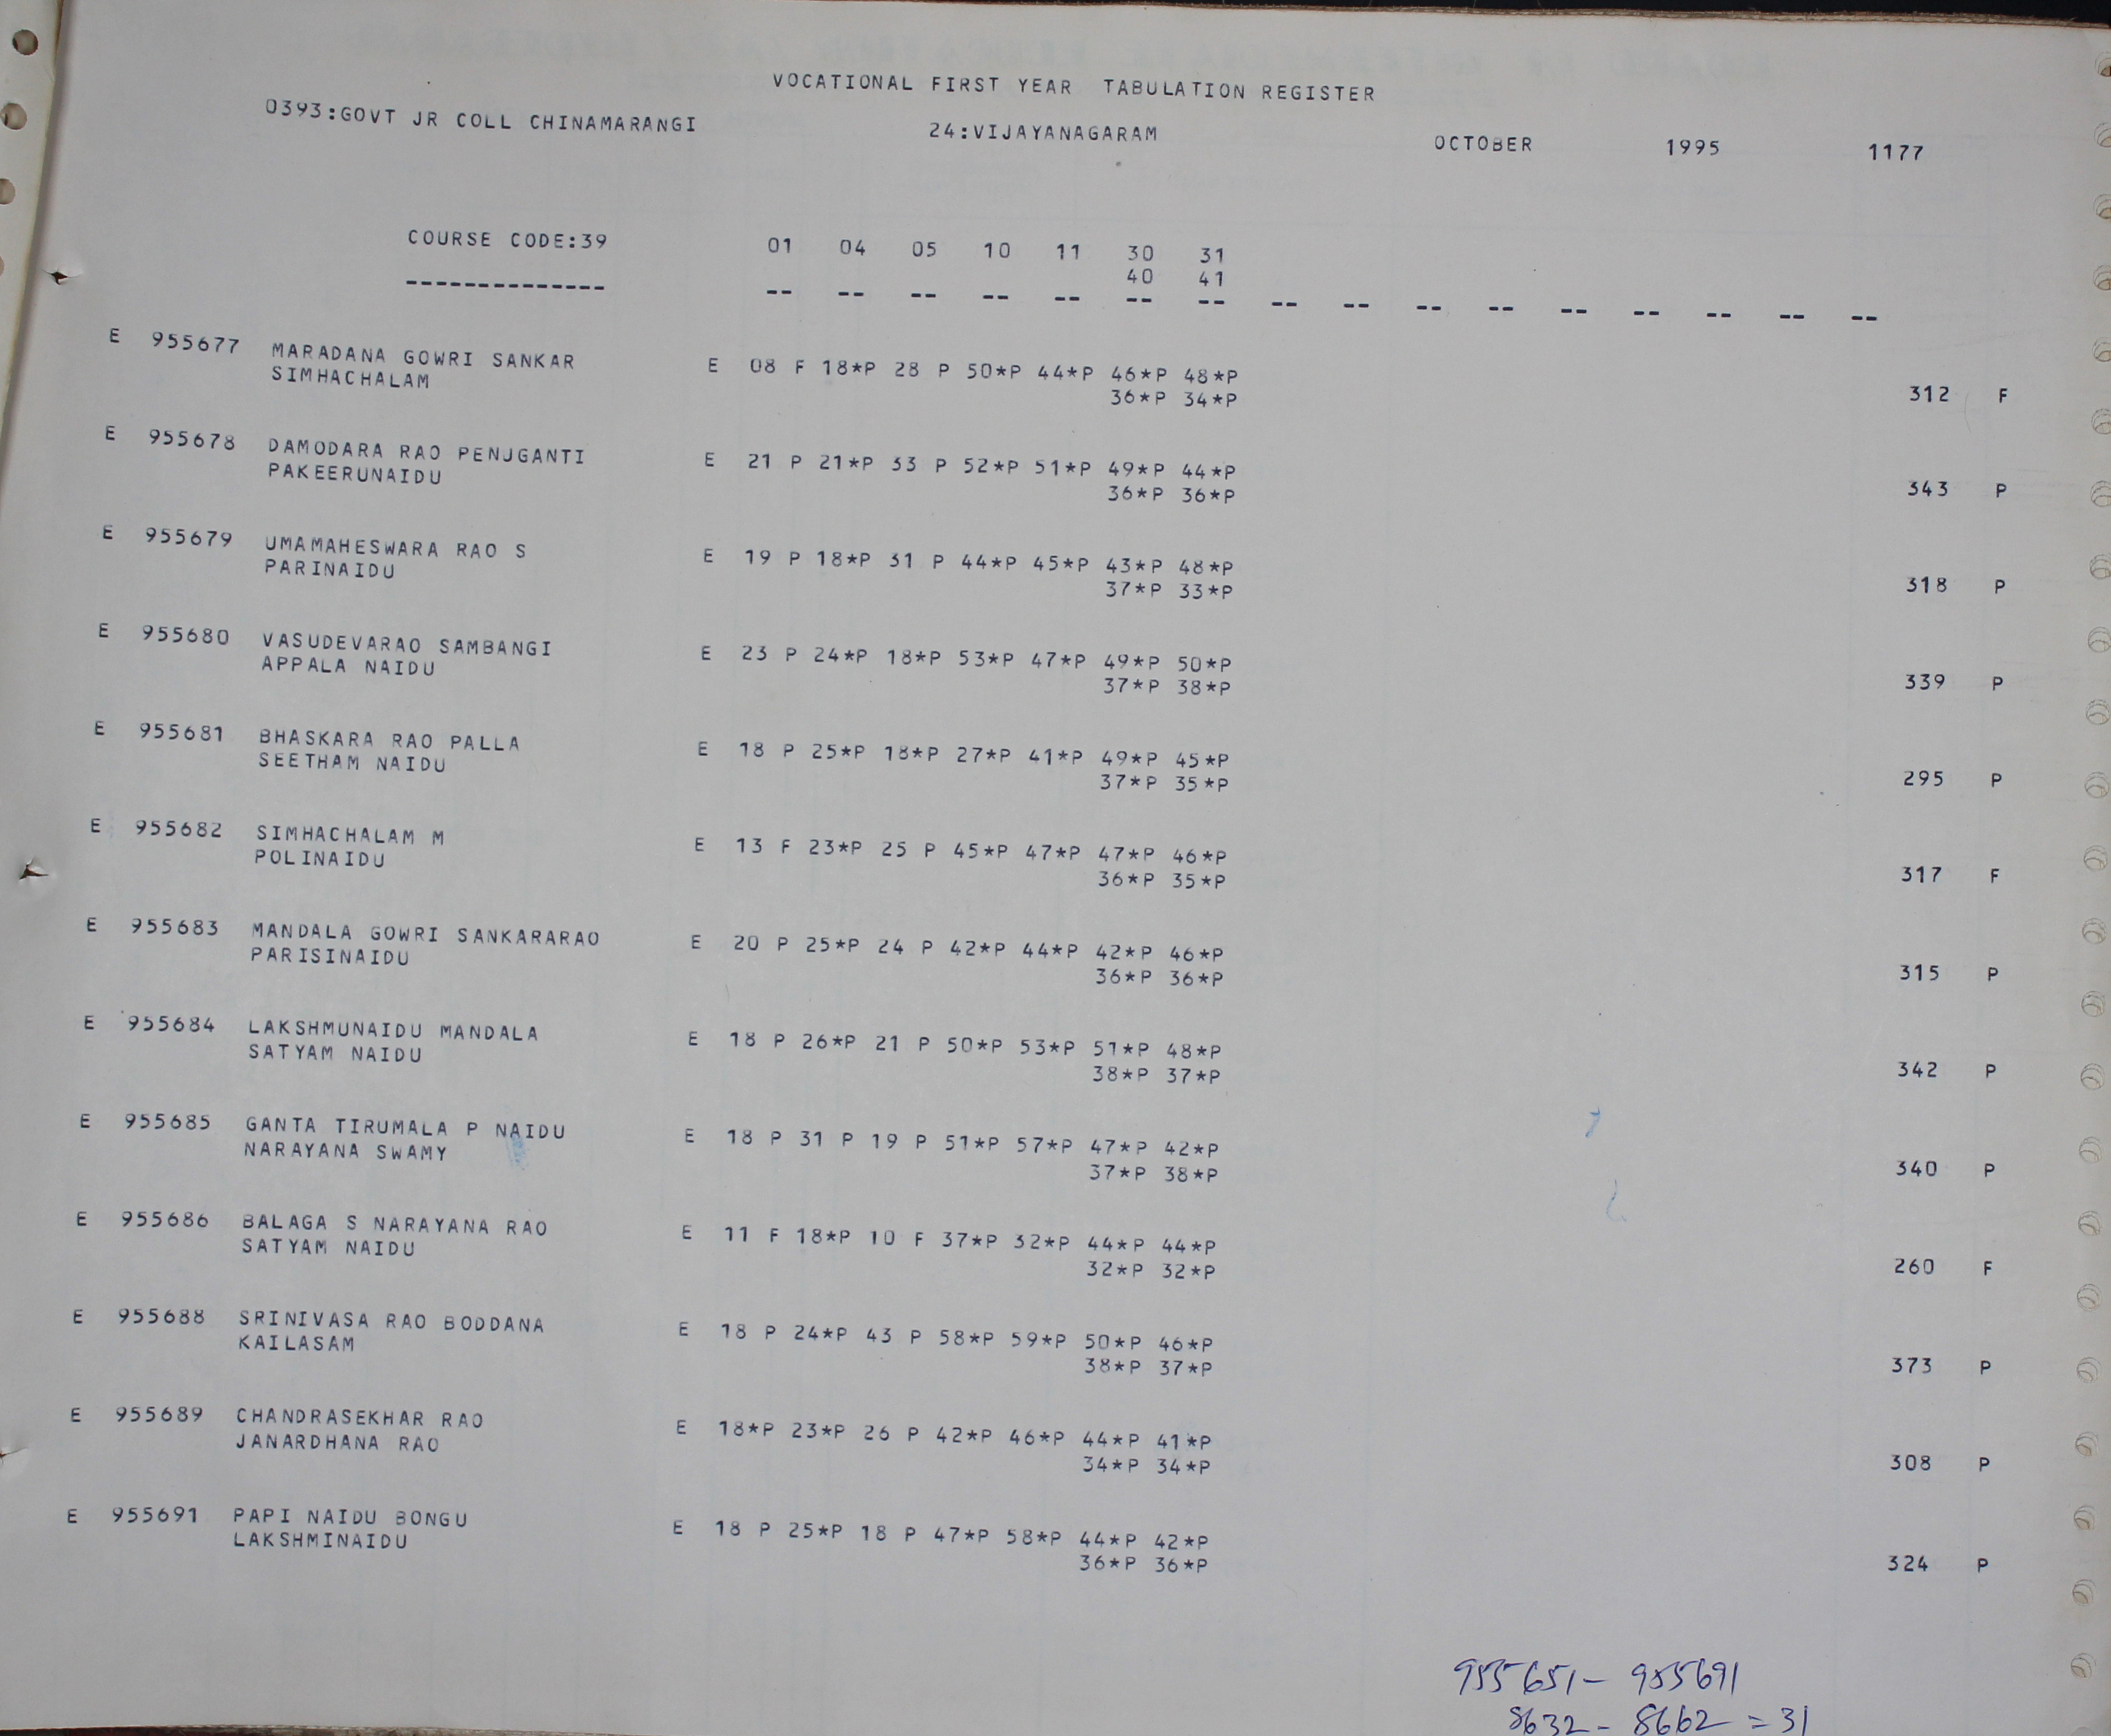 VOCATIONAL FIRST YEAR TABULATION REGISTER
0393:GOVT JR COLL CHINAMARANGI 24:VIJAYANAGARAM OCTOBER 1995 1177
COURSE CODE:39 01 04 05 10 11 30 31
40 41
-------------- -- -- -- -- -- -- -- -- -- -- -- -- -- -- -- --
E 955677 MARADANA GOWRI SANKAR E 08 F 18*P 28 P 50*P 44*P 46*P 48*P
SIMHACHALAM 36*P 34*P 312 F
E 955678 DAMODARA RAO PENJGANTI E 21 P 21*P 33 P 52*P 51*P 49*P 44*P
PAKEERUNAIDU 36*P 36*P 343 P
E 955679 UMAMAHESWARA RAO S E 19 P 18*P 31 P 44*P 45*P 43*P 48*P
PARINAIDU 37*P 33*P 318 P
E 955680 VASUDEVARAO SAMBANGI E 23 P 24*P 18*P 53*P 47*P 49*P 50*P
APPALA NAIDU 37*P 38*P 339 P
E 955681 BHASKARA RAO PALLA E 18 P 25*P 18*P 27*P 41*P 49*P 45*P
SEETHAM NAIDU 37*P 35*P 295 P
E 955682 SIMHACHALAM M E 13 F 23*P 25 P 45*P 47*P 47*P 46*P
POLINAIDU 36*P 35*P 317 F
E 955683 MANDALA GOWRI SANKARARAO E 20 P 25*P 24 P 42*P 44*P 42*P 46*P
PARISINAIDU 36*P 36*P 315 P
E 955684 LAKSHMUNAIDU MANDALA E 18 P 26*P 21 P 50*P 53*P 51*P 48*P
SATYAM NAIDU 38*P 37*P 342 P
E 955685 GANTA TIRUMALA P NAIDU E 18 P 31 P 19 P 51*P 57*P 47*P 42*P
NARAYANA SWAMY 37*P 38*P 340 P
E 955686 BALAGA S NARAYANA RAO E 11 F 18*P 10 F 37*P 32*P 44*P 44*P
SATYAM NAIDU 32*P 32*P 260 F
E 955688 SRINIVASA RAO BODDANA E 18 P 24*P 43 P 58*P 59*P 50*P 46*P
KAILASAM 38*P 37*P 373 P
E 955689 CHANDRASEKHAR RAO E 18*P 23*P 26 P 42*P 46*P 44*P 41*P
JANARDHANA RAO 34*P 34*P 308 P
E 955691 PAPI NAIDU BONGU E 18 P 25*P 18 P 47*P 58*P 44*P 42*P
LAKSHMINAIDU 36*P 36*P 324 P
955651 - 955691
8632 - 8662 = 31